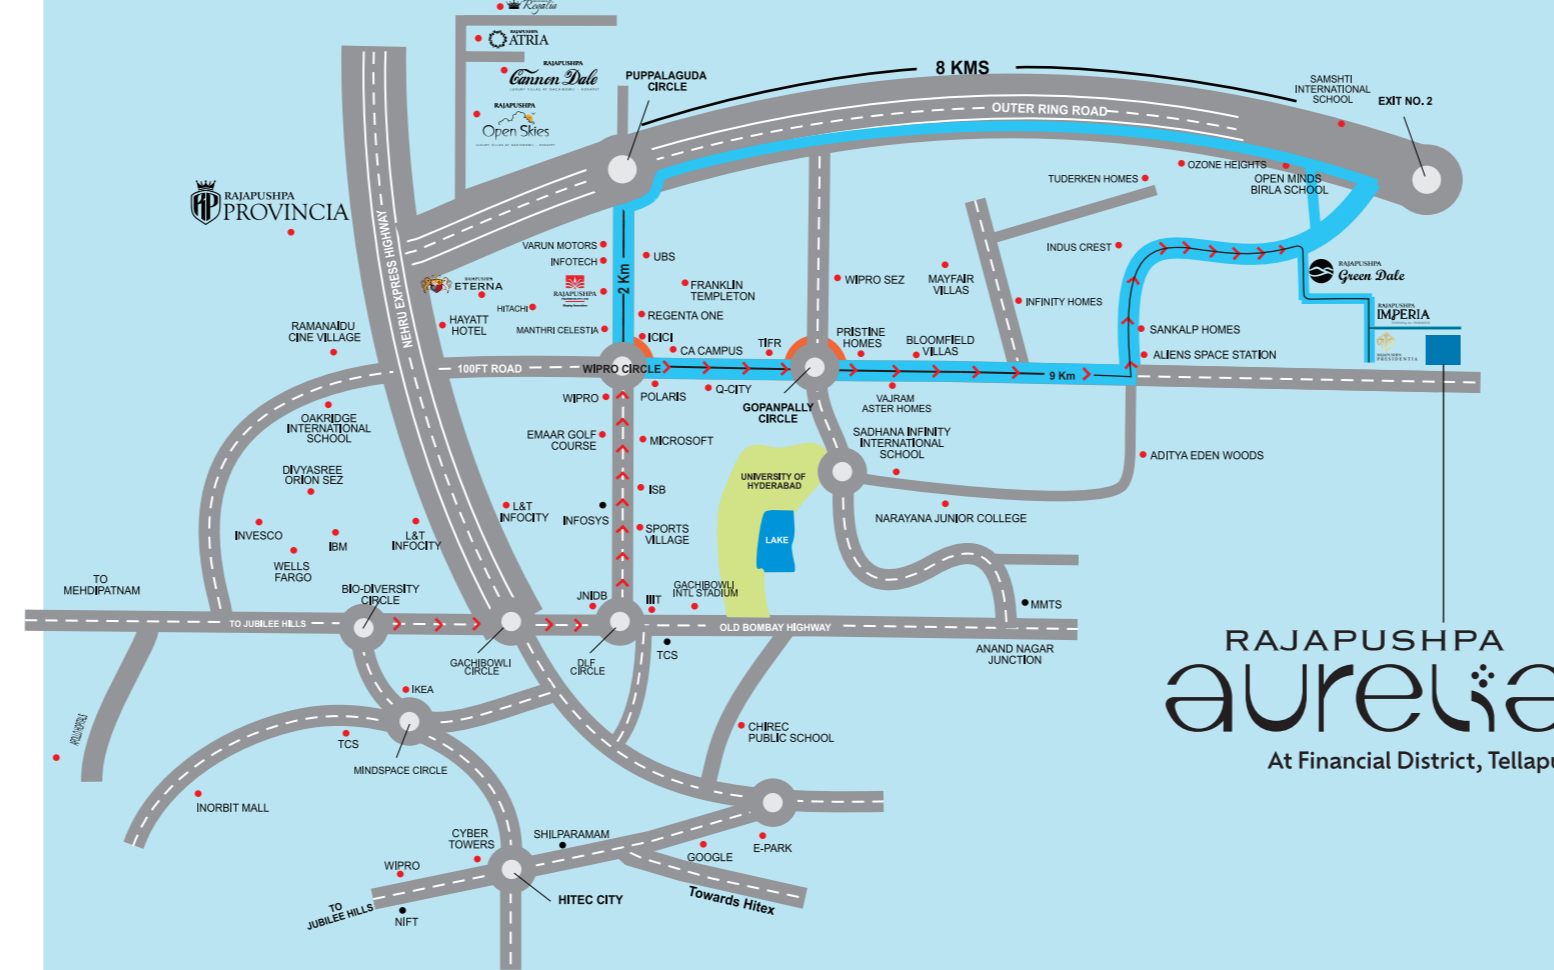 Regalia
RAJAPUSHPA
ATRIA
RAJAPUSHPA
Cannon Dale
RAJAPUSHPA
Open Skies
PUPPALAGUDA
CIRCLE
8 KMS
OUTER RING ROAD
SAMSHTI
INTERNATIONAL
SCHOOL
EXIT NO. 2
RAJAPUSHPA
PROVINCIA
NEHRU EXPRESS HIGHWAY
TUDERKEN HOMES
OZONE HEIGHTS
OPEN MINDS
BIRLA SCHOOL
VARUN MOTORS
INFOTECH
UBS
2 Km
INDUS CREST
RAJAPUSHPA
Green Dale
ETERNA
RAJAPUSHPA
FRANKLIN
TEMPLETON
WIPRO SEZ
MAYFAIR
VILLAS
INFINITY HOMES
HITACHI
HAYATT
HOTEL
MANTHRI CELESTIA
REGENTA ONE
ICICI
CA CAMPUS
TIFR
PRISTINE
HOMES
BLOOMFIELD
VILLAS
SANKALP HOMES
ALIENS SPACE STATION
RAJAPUSHPA
IMPERIA
RAJAPUSHPA
PRESIDENTIA
RAMANAIDU
CINE VILLAGE
100FT ROAD
WIPRO CIRCLE
9 Km
WIPRO
POLARIS
Q-CITY
GOPANPALLY
CIRCLE
VAJRAM
ASTER HOMES
OAKRIDGE
INTERNATIONAL
SCHOOL
EMAAR GOLF
COURSE
MICROSOFT
SADHANA INFINITY
INTERNATIONAL
SCHOOL
ADITYA EDEN WOODS
DIVYASREE
ORION SEZ
UNIVERSITY OF
HYDERABAD
ISB
L&T
INFOCITY
INFOSYS
NARAYANA JUNIOR COLLEGE
INVESCO
IBM
L&T
INFOCITY
SPORTS
VILLAGE
LAKE
WELLS
FARGO
TO
MEHDIPATNAM
BIO-DIVERSITY
CIRCLE
JNIDB
IIIT
GACHIBOWLI
INTL STADIUM
MMTS
TO JUBILEE HILLS
OLD BOMBAY HIGHWAY
GACHIBOWLI
CIRCLE
DLF
CIRCLE
TCS
ANAND NAGAR
JUNCTION
RAJAPUSHPA
aurelia
At Financial District, Tellapu
IKEA
TCS
MINDSPACE CIRCLE
CHIREC
PUBLIC SCHOOL
INORBIT MALL
CYBER
TOWERS
SHILPARAMAM
GOOGLE
E-PARK
WIPRO
TO
JUBILEE HILLS
NIFT
HITEC CITY
Towards Hitex